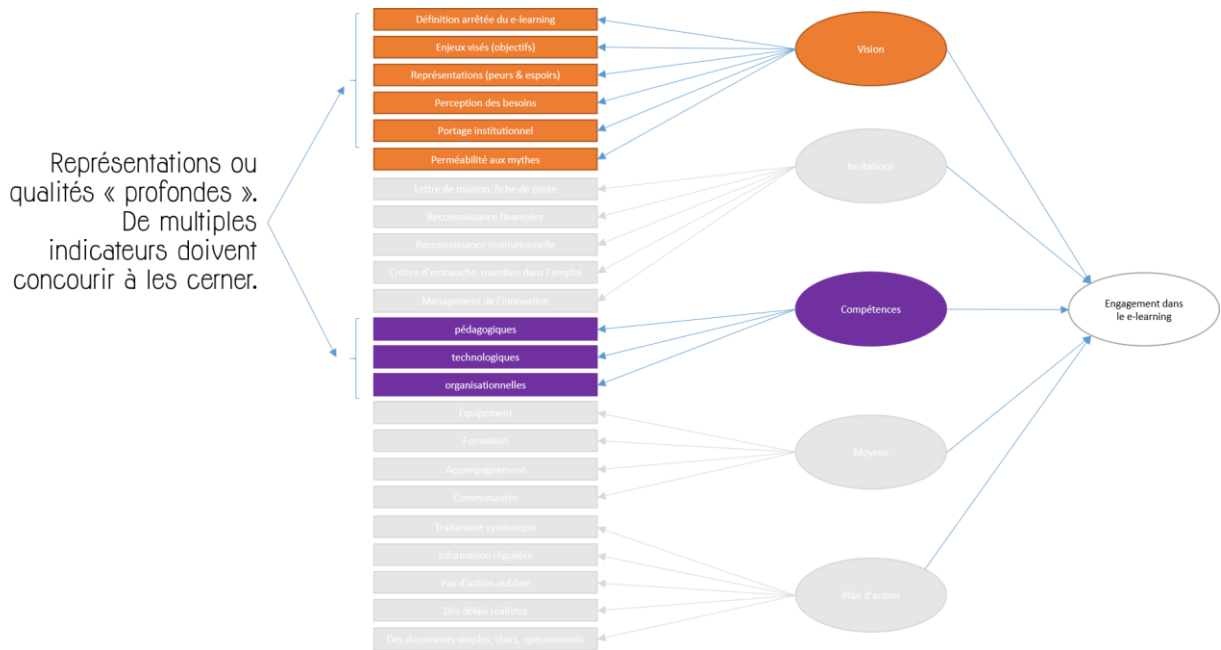 Représentations ou
qualités « profondes ».
De multiples
indicateurs doivent
concourir à les cerner.
Définition arrêtée du e-learning
Enjeux visés (objectifs)
Représentations (peurs & espoirs)
Perception des besoins
Portage institutionnel
Perméabilité aux mythes
Lettre de mission, fiche de poste
Reconnaissance financière
Reconnaissance institutionnelle
Critère d'embauche, maintien dans l'emploi
Management de l'innovation
pédagogiques
technologiques
organisationnelles
Equipement
Formation
Accompagnement
Communautés
Traitement systémique
Information régulière
Pas d'action oubliée
Des délais réalistes
Des documents simples, clairs, opérationnels
Vision
Incitations
Compétences
Moyens
Plan d'action
Engagement dans
le e-learning